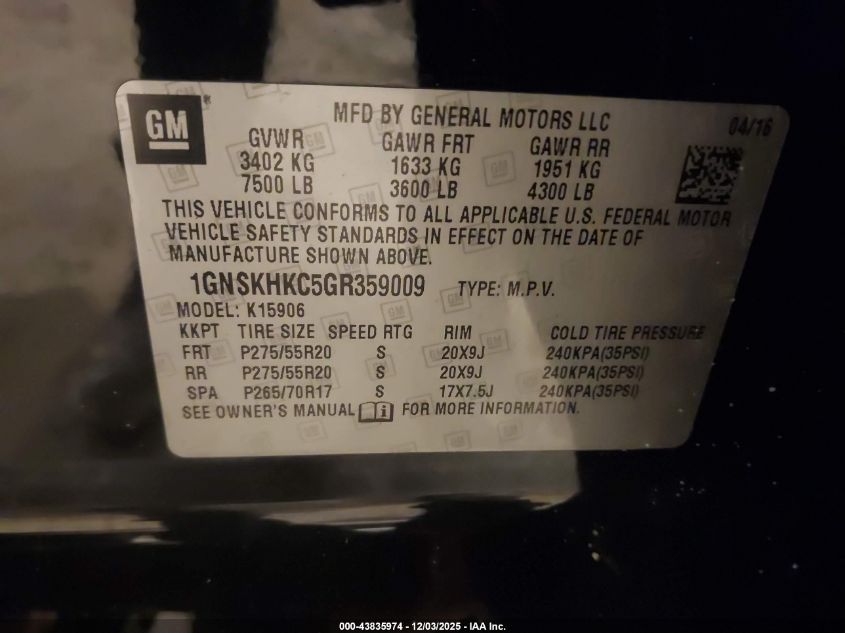 GM
MFD BY GENERAL MOTORS LLC 04/16
GVWR GAWR FRT GAWR RR
3402 KG 1633 KG 1951 KG
7500 LB 3600 LB 4300 LB
THIS VEHICLE CONFORMS TO ALL APPLICABLE U.S. FEDERAL MOTOR
VEHICLE SAFETY STANDARDS IN EFFECT ON THE DATE OF
MANUFACTURE SHOWN ABOVE.
1GNSKHKC5GR359009 TYPE: M.P.V.
MODEL: K15906
KKPT TIRE SIZE SPEED RTG RIM COLD TIRE PRESSURE
FRT P275/55R20 S 20X9J 240KPA(35PSI)
RR P275/55R20 S 20X9J 240KPA(35PSI)
SPA P265/70R17 S 17X7.5J 240KPA(35PSI)
SEE OWNER'S MANUAL i FOR MORE INFORMATION.
000-43835974 - 12/03/2025 - IAA Inc.